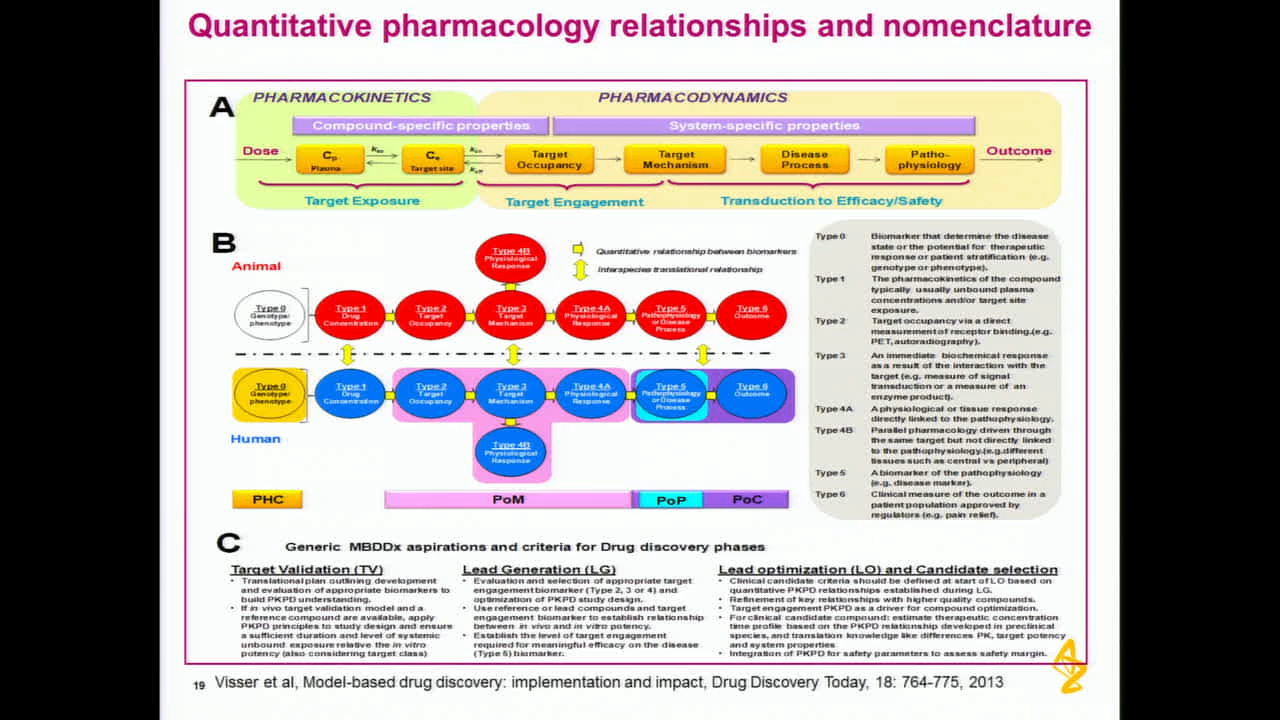 Quantitative pharmacology relationships and nomenclature
A
PHARMACOKINETICS
PHARMACODYNAMICS
Compound-specific properties
System-specific properties
Dose
Cp
Plasma
keo
Ce
Target site
kon
koff
Target
Occupancy
Target
Mechanism
Disease
Process
Patho-
physiology
Outcome
Target Exposure
Target Engagement
Transduction to Efficacy/Safety
B
Animal
Type 4B
Physiological
Response
Quantitative relationship between biomarkers
Interspecies translational relationship
Type 0
Genotype/
phenotype
Type 1
Drug
Concentration
Type 2
Target
Occupancy
Type 3
Target
Mechanism
Type 4A
Physiological
Response
Type 5
Pathophysiology
or Disease
Process
Type 6
Outcome
Type 0
Genotype/
phenotype
Type 1
Drug
Concentration
Type 2
Target
Occupancy
Type 3
Target
Mechanism
Type 4A
Physiological
Response
Type 5
Pathophysiology
or Disease
Process
Type 6
Outcome
Human
Type 4B
Physiological
Response
PHC
PoM
PoP
PoC
Type 0 Biomarker that determine the disease
state or the potential for therapeutic
response or patient stratification (e.g.
genotype or phenotype).
Type 1 The pharmacokinetics of the compound
typically usually unbound plasma
concentrations and/or target site
exposure.
Type 2 Target occupancy via a direct
measurement of receptor binding.(e.g.
PET, autoradiography).
Type 3 An immediate biochemical response
as a result of the interaction with the
target (e.g. measure of signal
transduction or a measure of an
enzyme product).
Type 4A A physiological or tissue response
directly linked to the pathophysiology.
Type 4B Parallel pharmacology driven through
the same target but not directly linked
to the pathophysiology.(e.g.different
tissues such as central vs peripheral)
Type 5 A biomarker of the pathophysiology
(e.g. disease marker).
Type 6 Clinical measure of the outcome in a
patient population approved by
regulators (e.g. pain relief).
C
Generic MBDDx aspirations and criteria for Drug discovery phases
Target Validation (TV)
• Translational plan outlining development
and evaluation of appropriate biomarkers to
build PKPD understanding.
• If in vivo target validation model and a
reference compound are available, apply
PKPD principles to study design and ensure
a sufficient duration and level of systemic
unbound exposure relative the in vitro
potency (also considering target class)
Lead Generation (LG)
• Evaluation and selection of appropriate target
engagement biomarker (Type 2, 3 or 4) and
optimization of PKPD study design.
• Use reference or lead compounds and target
engagement biomarker to establish relationship
between in vivo and in vitro potency.
• Establish the level of target engagement
required for meaningful efficacy on the disease
(Type 5) biomarker.
Lead optimization (LO) and Candidate selection
• Clinical candidate criteria should be defined at start of LO based on
quantitative PKPD relationships established during LG.
• Refinement of key relationships with higher quality compounds.
• Target engagement PKPD as a driver for compound optimization.
• For clinical candidate compound: estimate therapeutic concentration
time profile based on the PKPD relationship developed in preclinical
species, and translation knowledge like differences PK, target potency
and system properties
• Integration of PKPD for safety parameters to assess safety margin.
19
Visser et al, Model-based drug discovery: implementation and impact, Drug Discovery Today, 18: 764-775, 2013